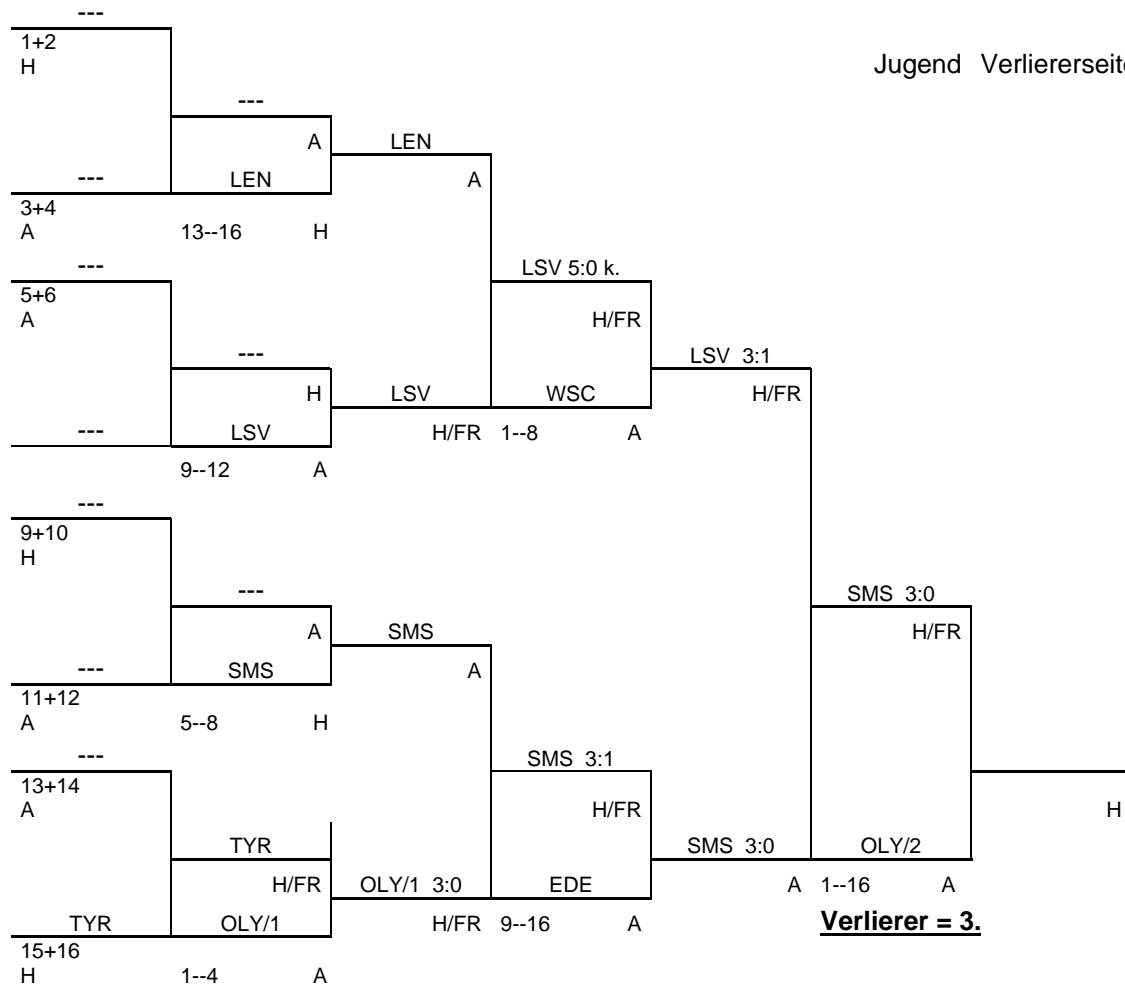 ---
1+2
H
Jugend Verliererseite
---
A LEN
--- LEN A
3+4
A 13--16 H
---
LSV 5:0 k.
5+6
A H/FR
---
LSV 3:1
H LSV WSC H/FR
--- LSV H/FR 1--8 A
9--12 A
---
9+10
H
--- SMS 3:0
A SMS H/FR
--- SMS A
11+12
A 5--8 H
---
SMS 3:1
13+14
A H/FR H
TYR SMS 3:0 OLY/2
H/FR OLY/1 3:0 EDE A 1--16 A
TYR OLY/1 H/FR 9--16 A Verlierer = 3.
15+16
H 1--4 A